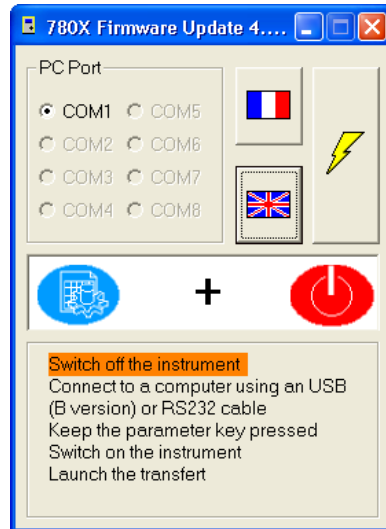 780X Firmware Update 4....
PC Port
COM1 COM5
COM2 COM6
COM3 COM7
COM4 COM8
+
Switch off the instrument
Connect to a computer using an USB
(B version) or RS232 cable
Keep the parameter key pressed
Switch on the instrument
Launch the transfert